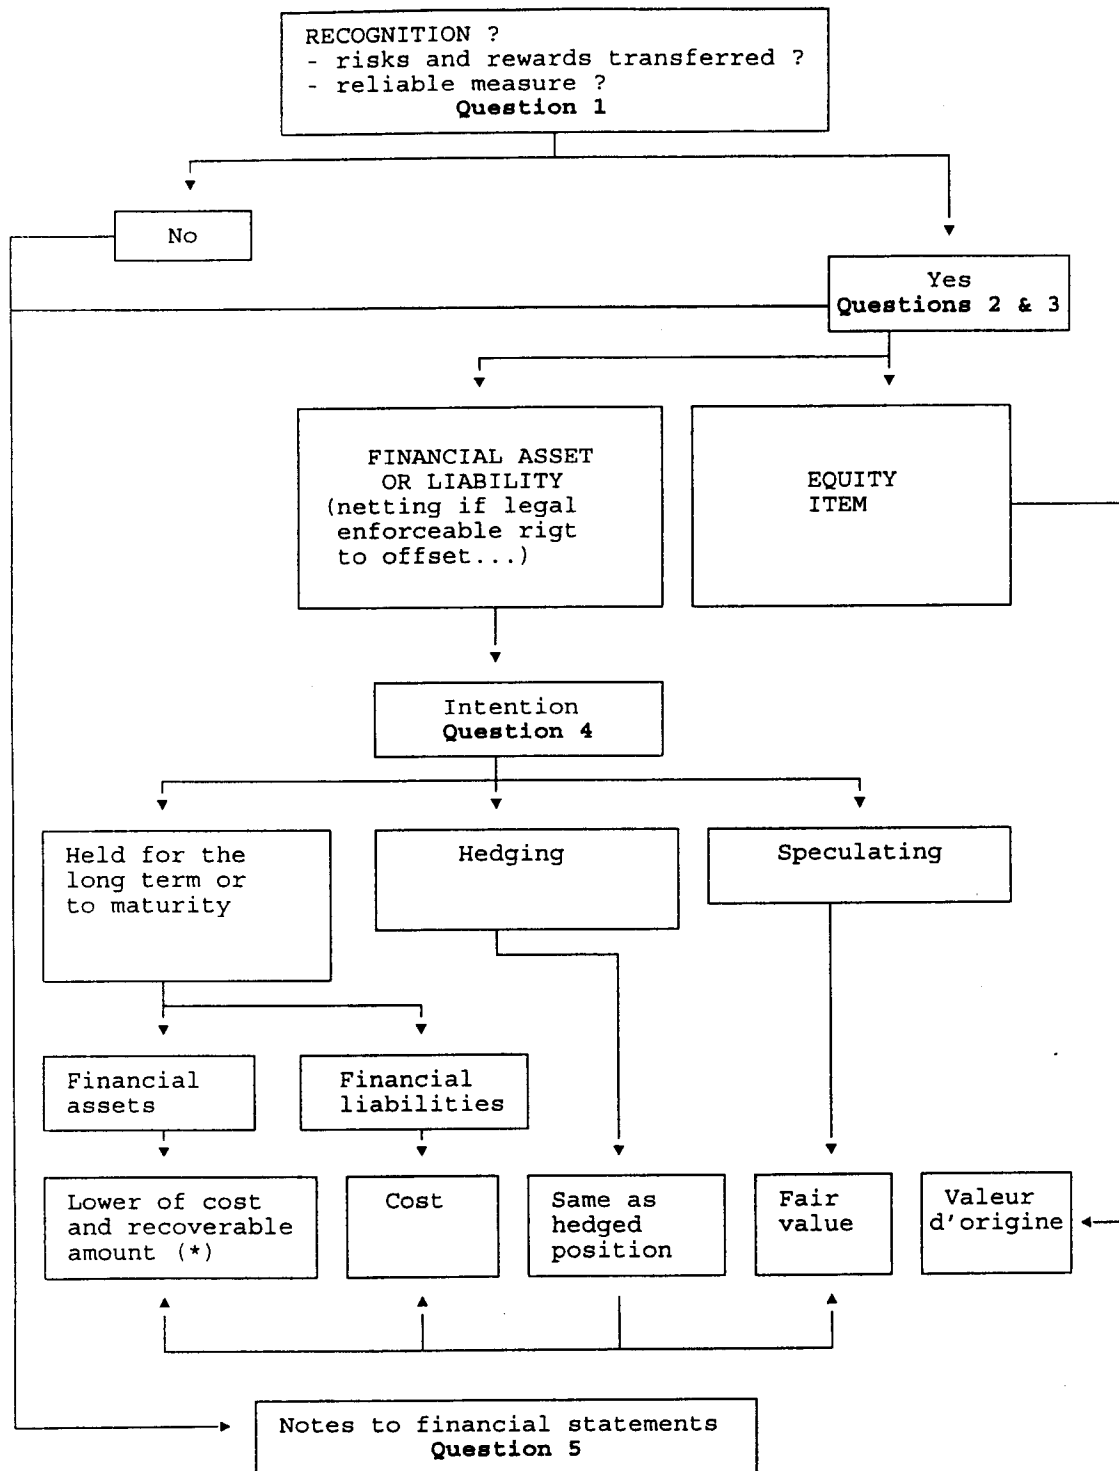 RECOGNITION ?
- risks and rewards transferred ?
- reliable measure ?
Question 1
No
Yes
Questions 2 & 3
FINANCIAL ASSET
OR LIABILITY
(netting if legal
enforceable rigt
to offset...)
EQUITY
ITEM
Intention
Question 4
Held for the
long term or
to maturity
Hedging
Speculating
Financial
assets
Financial
liabilities
Lower of cost
and recoverable
amount (*)
Cost
Same as
hedged
position
Fair
value
Valeur
d'origine
Notes to financial statements
Question 5